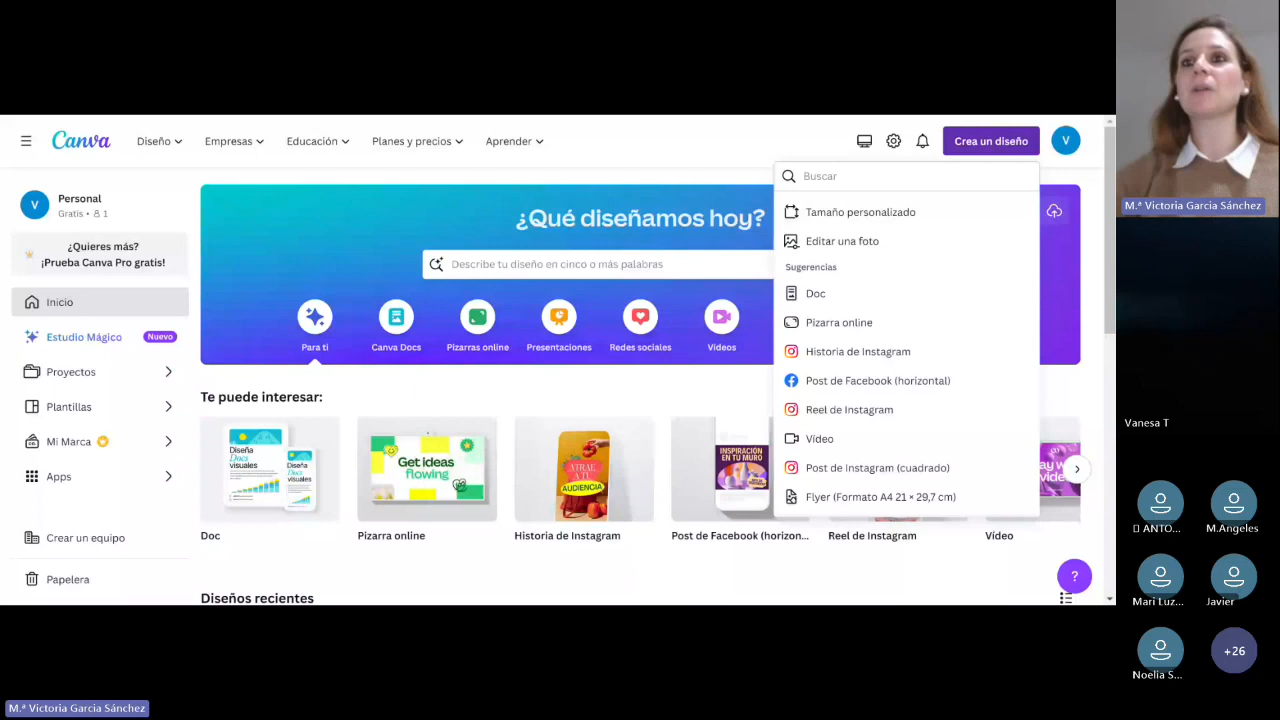 Canva
Diseño
Empresas
Educación
Planes y precios
Aprender
Crea un diseño
V
V
Personal
Gratis • 1
¿Quieres más?
¡Prueba Canva Pro gratis!
Inicio
Estudio Mágico
Nuevo
Proyectos
Plantillas
Mi Marca
Apps
Crear un equipo
Papelera
¿Qué diseñamos hoy?
Describe tu diseño en cinco o más palabras
Para ti
Canva Docs
Pizarras online
Presentaciones
Redes sociales
Vídeos
Buscar
Tamaño personalizado
Editar una foto
Sugerencias
Doc
Pizarra online
Historia de Instagram
Post de Facebook (horizontal)
Reel de Instagram
Vídeo
Post de Instagram (cuadrado)
Flyer (Formato A4 21 × 29,7 cm)
Te puede interesar:
Diseña
Docs
visuales
Diseña
Docs
visuales
Get ideas
flowing
ATRAE
A TU
AUDIENCIA
INSPIRACIÓN
EN TU
MURO
Doc
Pizarra online
Historia de Instagram
Post de Facebook (horizon...
Reel de Instagram
Vídeo
Diseños recientes
?
M.ª Victoria Garcia Sánchez
Vanesa T
ANTO...
M.Angeles
Mari Luz...
Javier
Noelia S...
+26
M.ª Victoria Garcia Sánchez